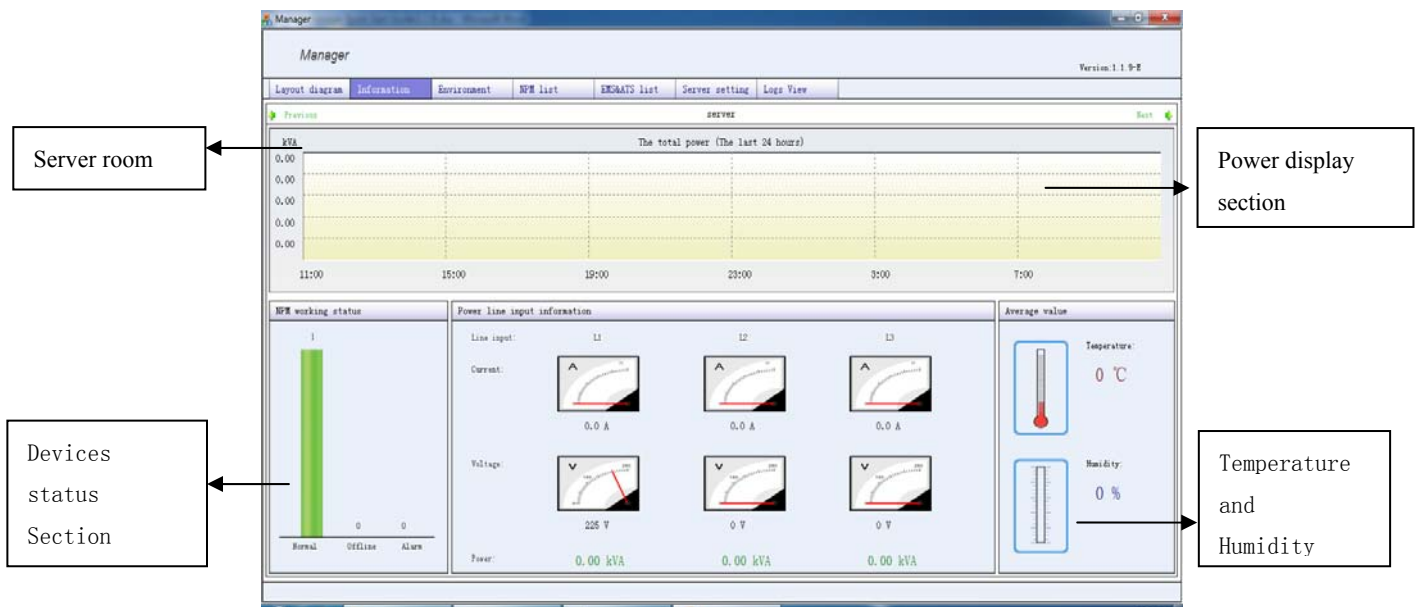 Manager
Manager
Version:1.1.9-E
Layout diagram Information Environment NPM list EMS&ATS list Server setting Logs View
Previous server Next
Server room
kVA The total power (The last 24 hours)
0.00
0.00
0.00
0.00
0.00
11:00 15:00 19:00 23:00 3:00 7:00
Power display
section
NPM working status
1
0 0
Normal Offline Alarm
Devices
status
Section
Power line input information
Line input: L1 L2 L3
Current:
A A A
0.0 A 0.0 A 0.0 A
Voltage:
V V V
225 V 0 V 0 V
Power: 0.00 kVA 0.00 kVA 0.00 kVA
Average value
Temperature:
0 ℃
Humidity:
0 %
Temperature
and
Humidity